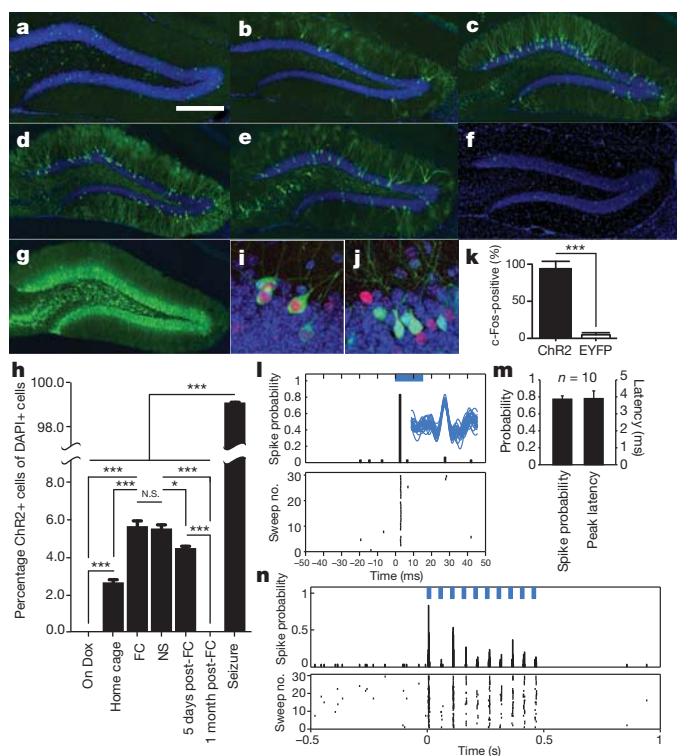 a
b
c
d
e
f
g
i
j
k
c-Fos-positive (%)
100
50
0
***
ChR2 EYFP
h
Percentage ChR2+ cells of DAPI+ cells
99.0
98.0
8.0
6.0
4.0
2.0
0.0
***
*** ***
*** N.S. *
***
***
On Dox
Home cage
FC
NS
5 days post-FC
1 month post-FC
Seizure
l
Spike probability
1
0.8
0.6
0.4
0.2
0
Sweep no.
30
20
10
0
−50 −40 −30 −20 −10 0 10 20 30 40 50
Time (ms)
m
n = 10
Probability
1
0.8
0.6
0.4
0.2
0
5
4
3
2
1
0
Latency (ms)
Spike probability
Peak latency
n
Spike probability
1
0.5
0
Sweep no.
30
20
10
0
−0.5 0 0.5 1
Time (s)